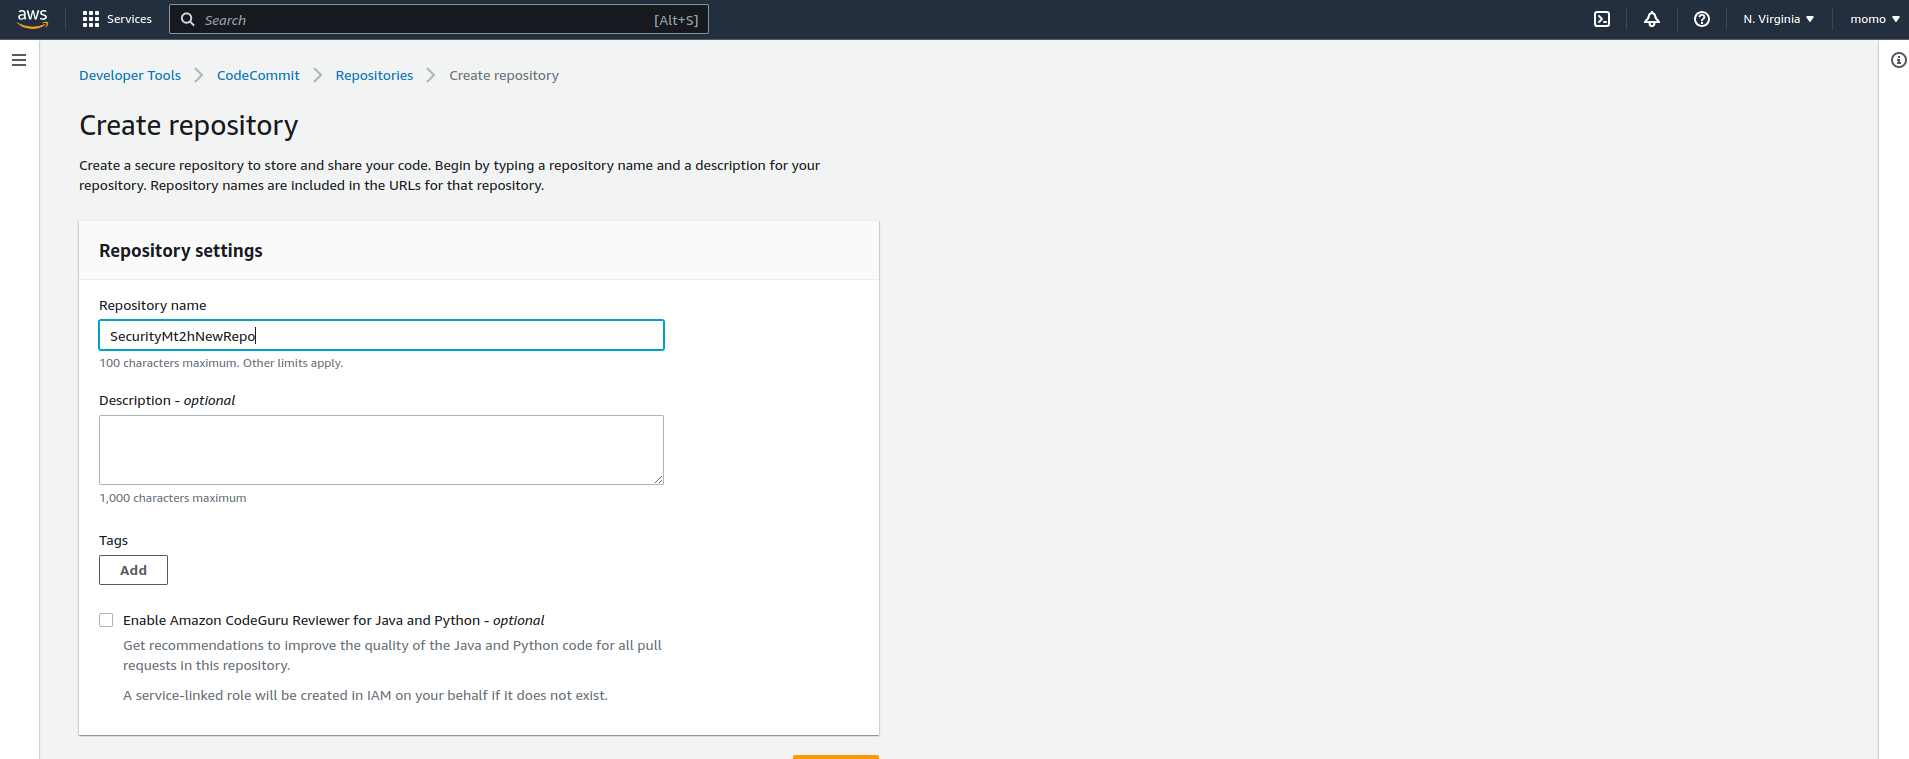 aws Services Search [Alt+S] N. Virginia momo
Developer Tools CodeCommit Repositories Create repository
Create repository
Create a secure repository to store and share your code. Begin by typing a repository name and a description for your
repository. Repository names are included in the URLs for that repository.
Repository settings
Repository name
SecurityMt2hNewRepo
100 characters maximum. Other limits apply.
Description - optional
1,000 characters maximum
Tags
Add
Enable Amazon CodeGuru Reviewer for Java and Python - optional
Get recommendations to improve the quality of the Java and Python code for all pull
requests in this repository.
A service-linked role will be created in IAM on your behalf if it does not exist.